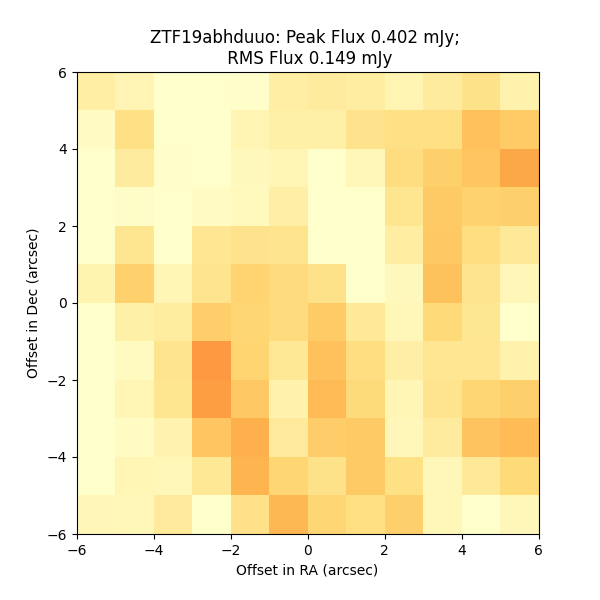 ZTF19abhduuo: Peak Flux 0.402 mJy;
RMS Flux 0.149 mJy
6
4
2
0
−2
−4
−6
Offset in Dec (arcsec)
−6 −4 −2 0 2 4 6
Offset in RA (arcsec)